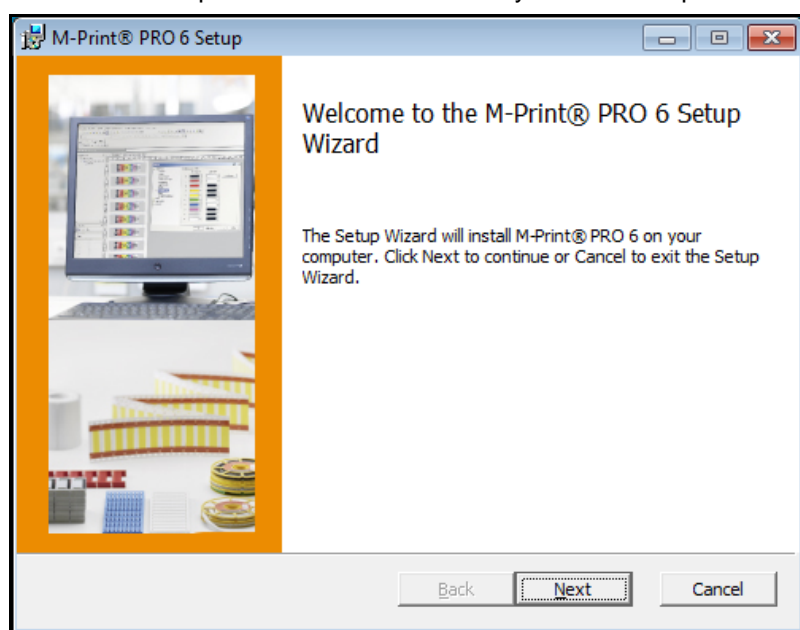 M-Print® PRO 6 Setup
Welcome to the M-Print® PRO 6 Setup
Wizard
The Setup Wizard will install M-Print® PRO 6 on your
computer. Click Next to continue or Cancel to exit the Setup
Wizard.
Back Next Cancel